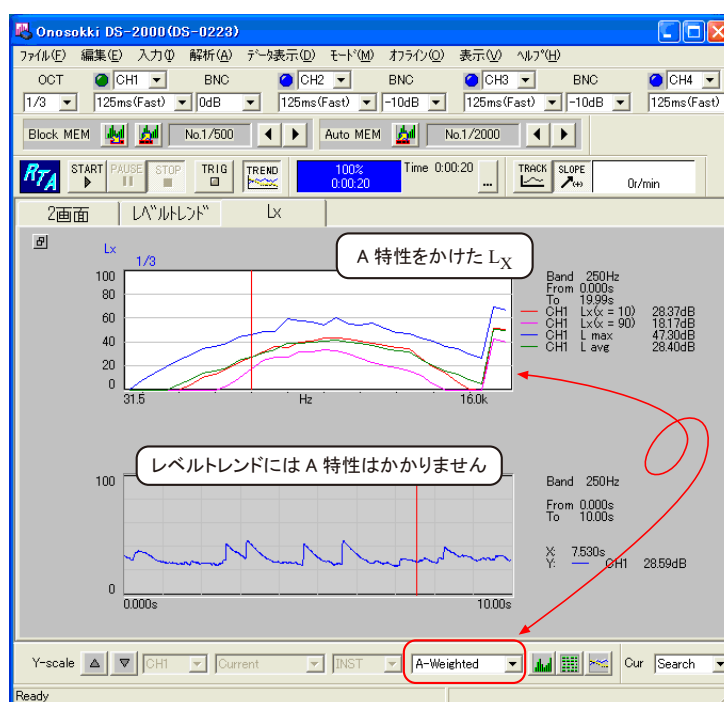 Onosokki DS-2000(DS-0223)
ファイル(F) 編集(E) 入力(I) 解析(A) データ表示(D) モード(M) オフライン(O) 表示(V) ヘルプ(H)
OCT CH1 BNC CH2 BNC CH3 BNC CH4
1/3 125ms(Fast) 0dB 125ms(Fast) -10dB 125ms(Fast) -10dB 125ms(Fast)
Block MEM No.1/500 Auto MEM No.1/2000
RTA START PAUSE STOP TRIG TREND 100% 0:00:20 Time 0:00:20 ... TRACK SLOPE (+) 0r/min
2画面 レベルトレンド Lx
Lx
1/3
A 特性をかけた LX
100
80
60
40
20
0
31.5 Hz 16.0k
Band 250Hz
From 0.000s
To 19.99s
CH1 Lx(x = 10) 28.37dB
CH1 Lx(x = 90) 18.17dB
CH1 L max 47.30dB
CH1 L avg 28.40dB
レベルトレンドには A 特性はかかりません
100
0
0.000s 10.00s
Band 250Hz
From 0.000s
To 10.00s
X: 7.530s
Y: CH1 28.59dB
Y-scale CH1 Current INST A-Weighted Cur Search
Ready